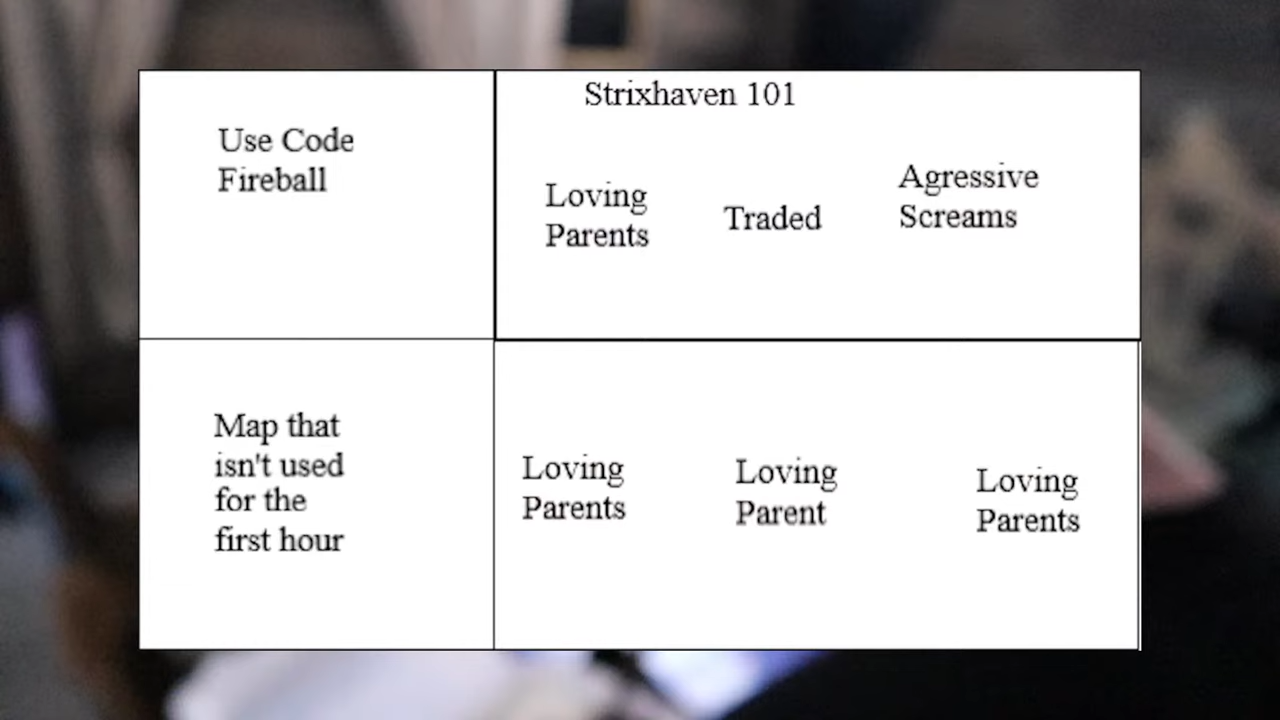 Use Code
Fireball
Strixhaven 101
Loving
Parents
Traded
Agressive
Screams
Map that
isn't used
for the
first hour
Loving
Parents
Loving
Parent
Loving
Parents